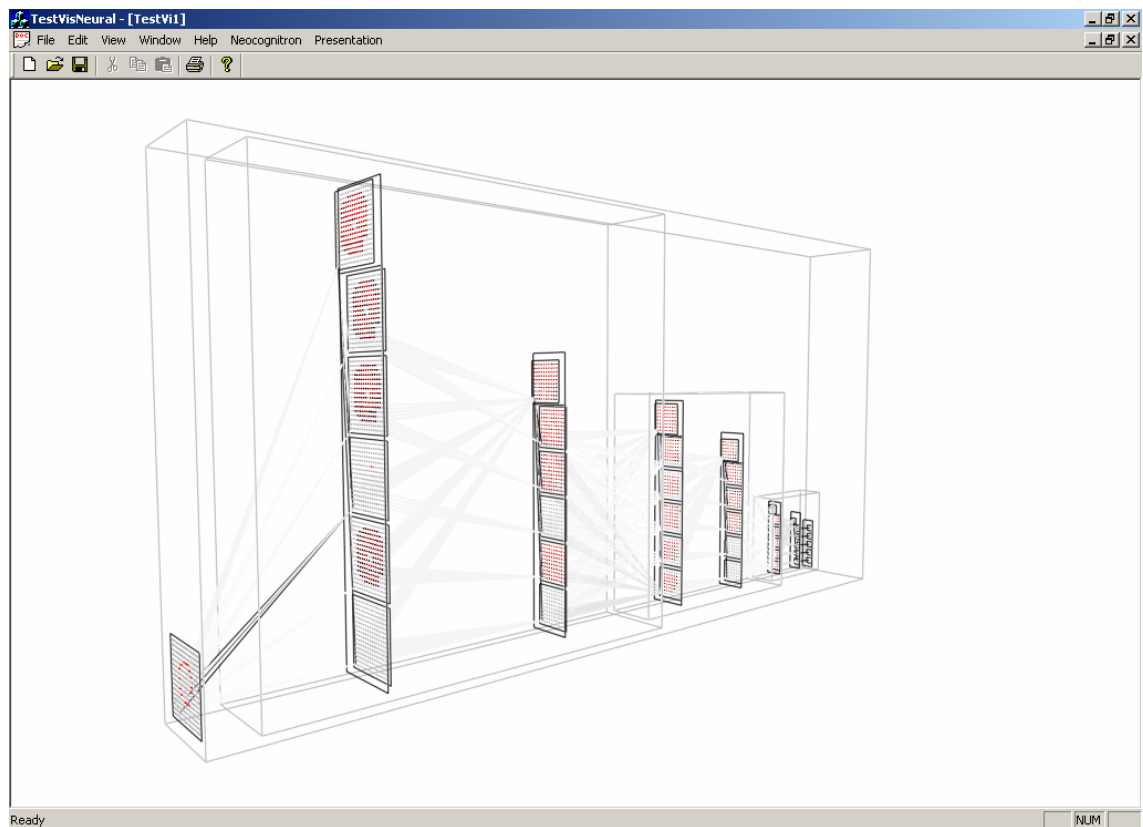 TestVisNeural - [TestVi1]
File Edit View Window Help Neocognitron Presentation
Ready NUM